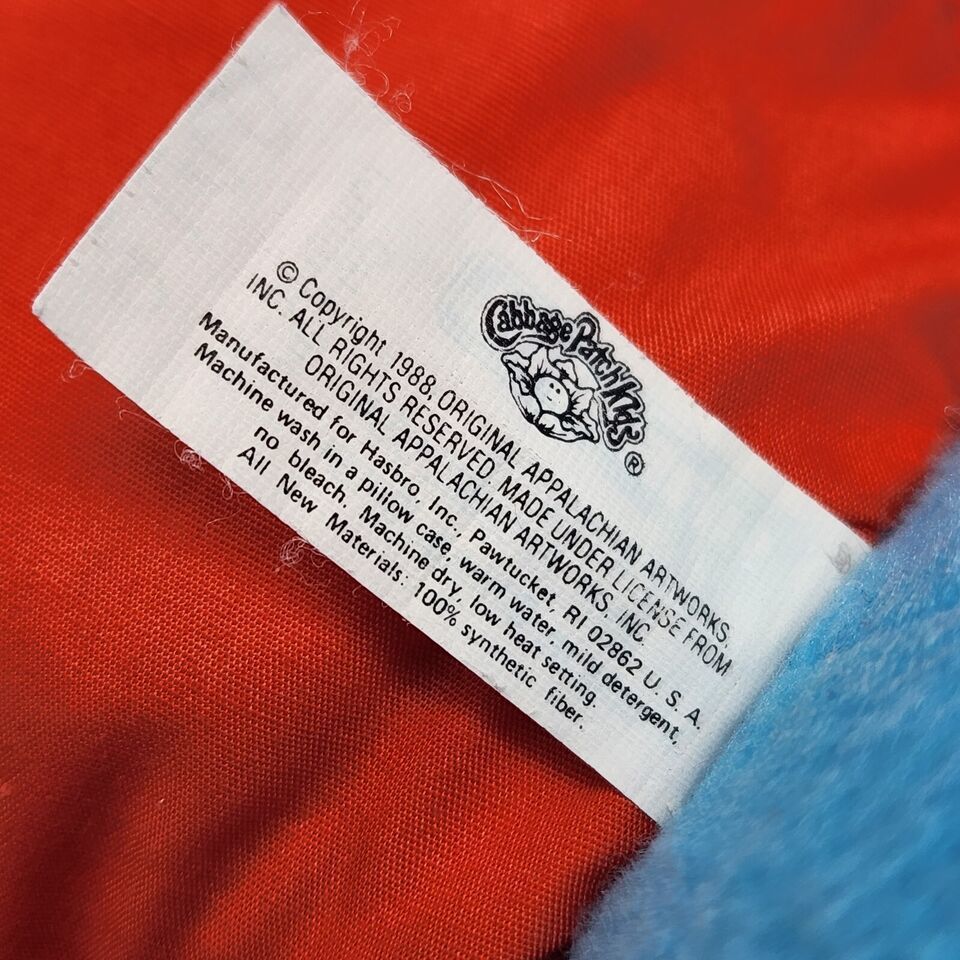 Cabbage Patch Kids ®
© Copyright 1988, ORIGINAL APPALACHIAN ARTWORKS,
INC. ALL RIGHTS RESERVED. MADE UNDER LICENSE FROM
ORIGINAL APPALACHIAN ARTWORKS, INC
Manufactured for Hasbro, Inc., Pawtucket, RI 02862 U. S. A.
Machine wash in a pillow case, warm water, mild detergent,
no bleach. Machine dry, low heat setting.
All New Materials: 100% synthetic fiber.